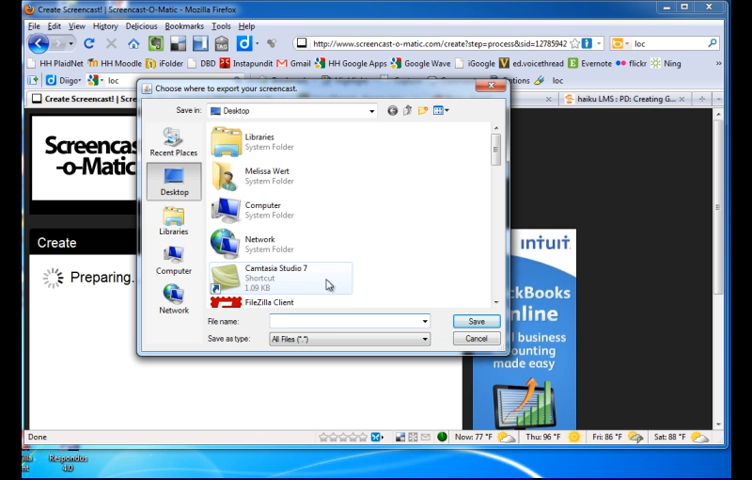 Create Screencast! | Screencast-O-Matic - Mozilla Firefox
File Edit View History Delicious Bookmarks Tools Help
http://www.screencast-o-matic.com/create?step=process&sid=12785942
loc
HH PlaidNet HH Moodle iFolder DBD Instapundit Gmail HH Google Apps Google Voice iGoogle ed.voicethread Evernote flickr Ning
Diigo loc
loc
Create Screencast! | Scre
haiku LMS : PD: Creating G...
Choose where to export your screencast.
Save in: Desktop
Recent Places
Desktop
Libraries
Computer
Network
Libraries
System Folder
Melissa Wert
System Folder
Computer
System Folder
Network
System Folder
Camtasia Studio 7
Shortcut
1.09 KB
FileZilla Client
File name:
Save
Save as type: All Files (*.*)
Cancel
Screencast
-o-Matic
Create
Preparing.
INTUIT
ckBooks
nline
l business
ounting
made easy
Done
Now: 77 °F Thu: 96 °F Fri: 86 °F Sat: 88 °F
Respondus
4.0